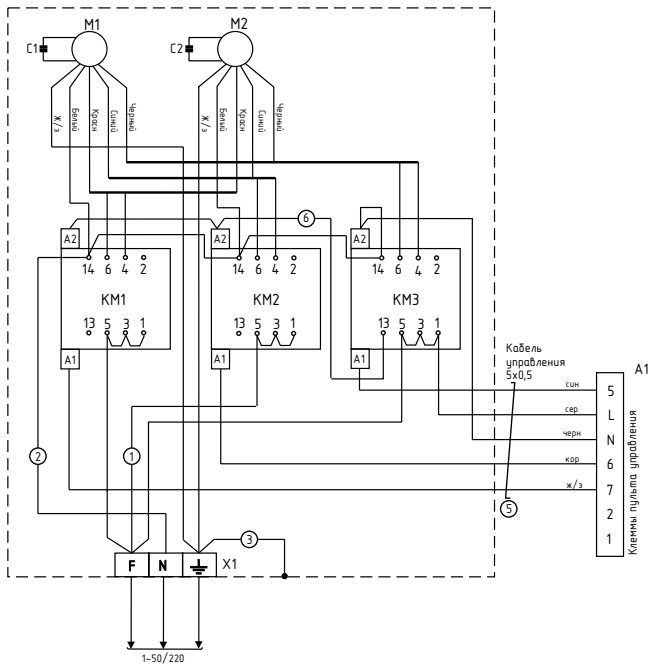 M1 M2
C1 C2
Ж/з Белый Красн Синий Черный Ж/з Белый Красн Синий Черный
6
A2 A2 A2
14 6 4 2 14 6 4 2 14 6 4 2
KM1 KM2 KM3
13 5 3 1 13 5 3 1 13 5 3 1
A1 A1 A1
Кабель
управления
5х0,5
A1
син 5
сер L
черн N
кор 6
ж/з 7
2
1
Клеммы пульта управления
2 1 5
3
F N X1
1~50/220